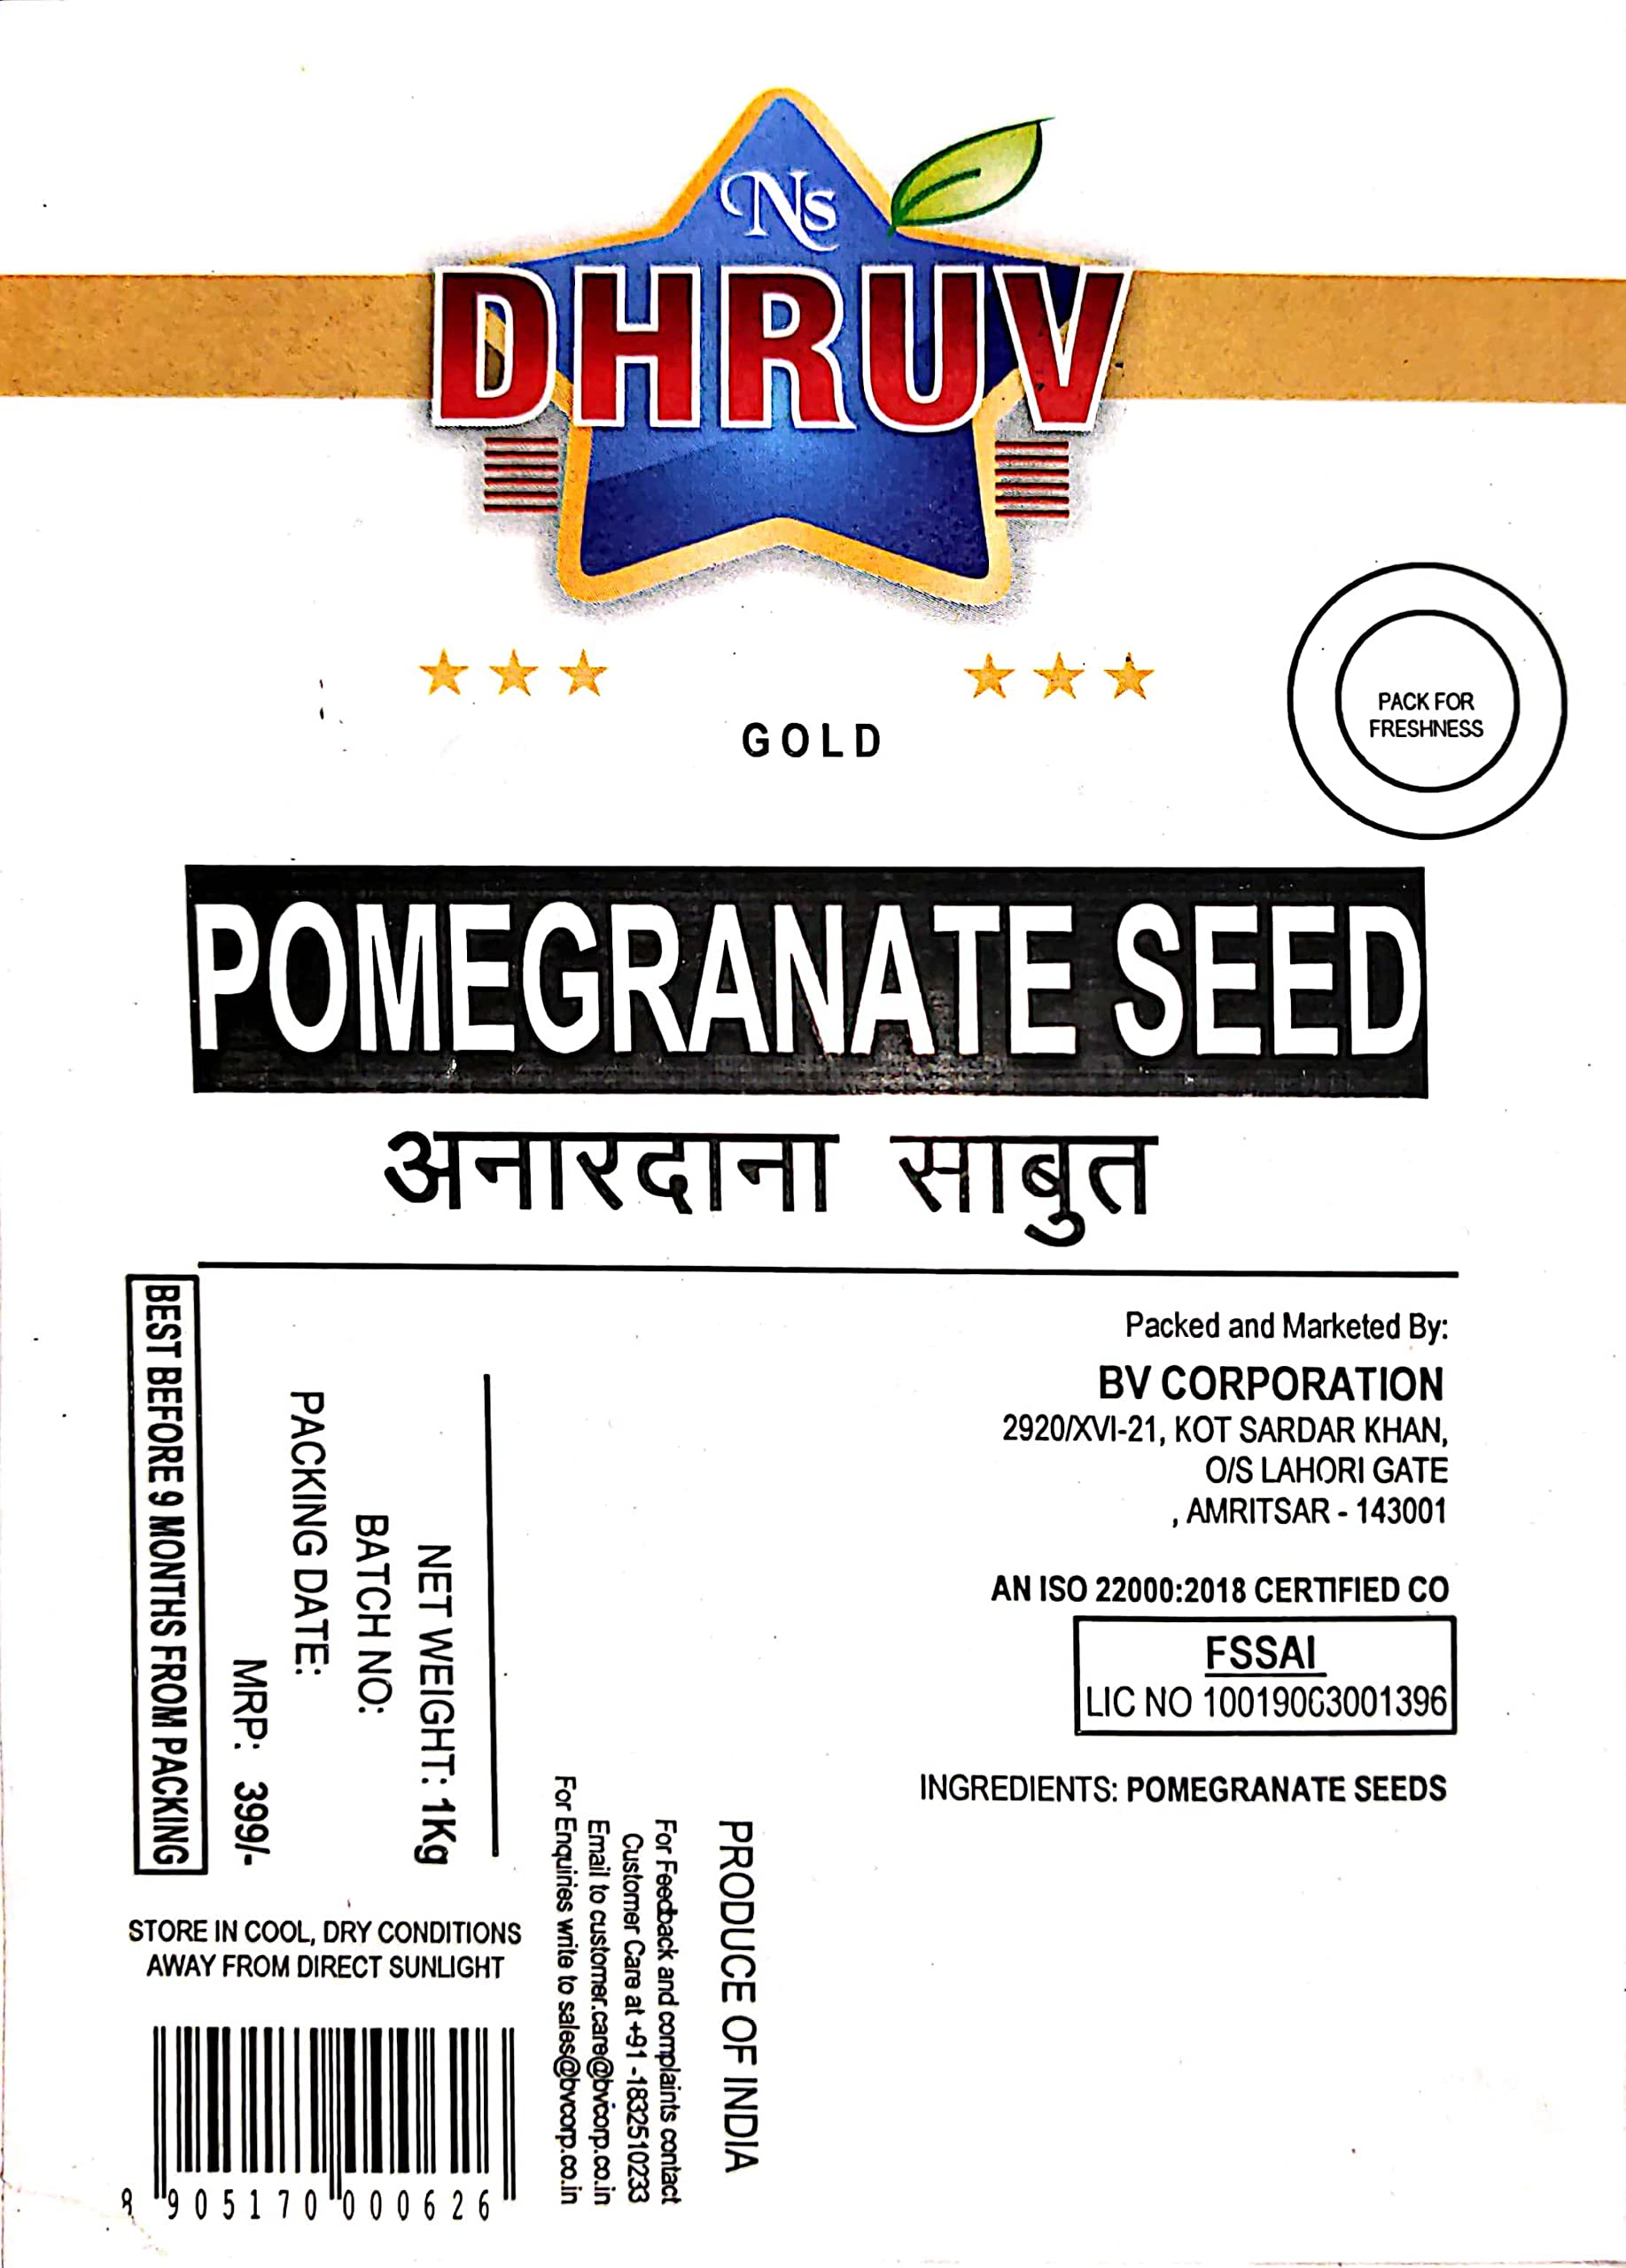 Ns
DHRUV
GOLD
PACK FOR
FRESHNESS
POMEGRANATE SEED
अनारदाना साबुत
Packed and Marketed By:
BV CORPORATION
2920/XVI-21, KOT SARDAR KHAN,
O/S LAHORI GATE
, AMRITSAR - 143001
AN ISO 22000:2018 CERTIFIED CO
FSSAI
LIC NO 10019063001396
INGREDIENTS: POMEGRANATE SEEDS
NET WEIGHT: 1Kg
BATCH NO:
PACKING DATE:
MRP: 399/-
BEST BEFORE 9 MONTHS FROM PACKING
STORE IN COOL, DRY CONDITIONS
AWAY FROM DIRECT SUNLIGHT
PRODUCE OF INDIA
For Feedback and complaints contact
Customer Care at +91 -1832510233
Email to customer.care@bvcorp.co.in
For Enquiries write to sales@bvcorp.co.in
8 905170 000626